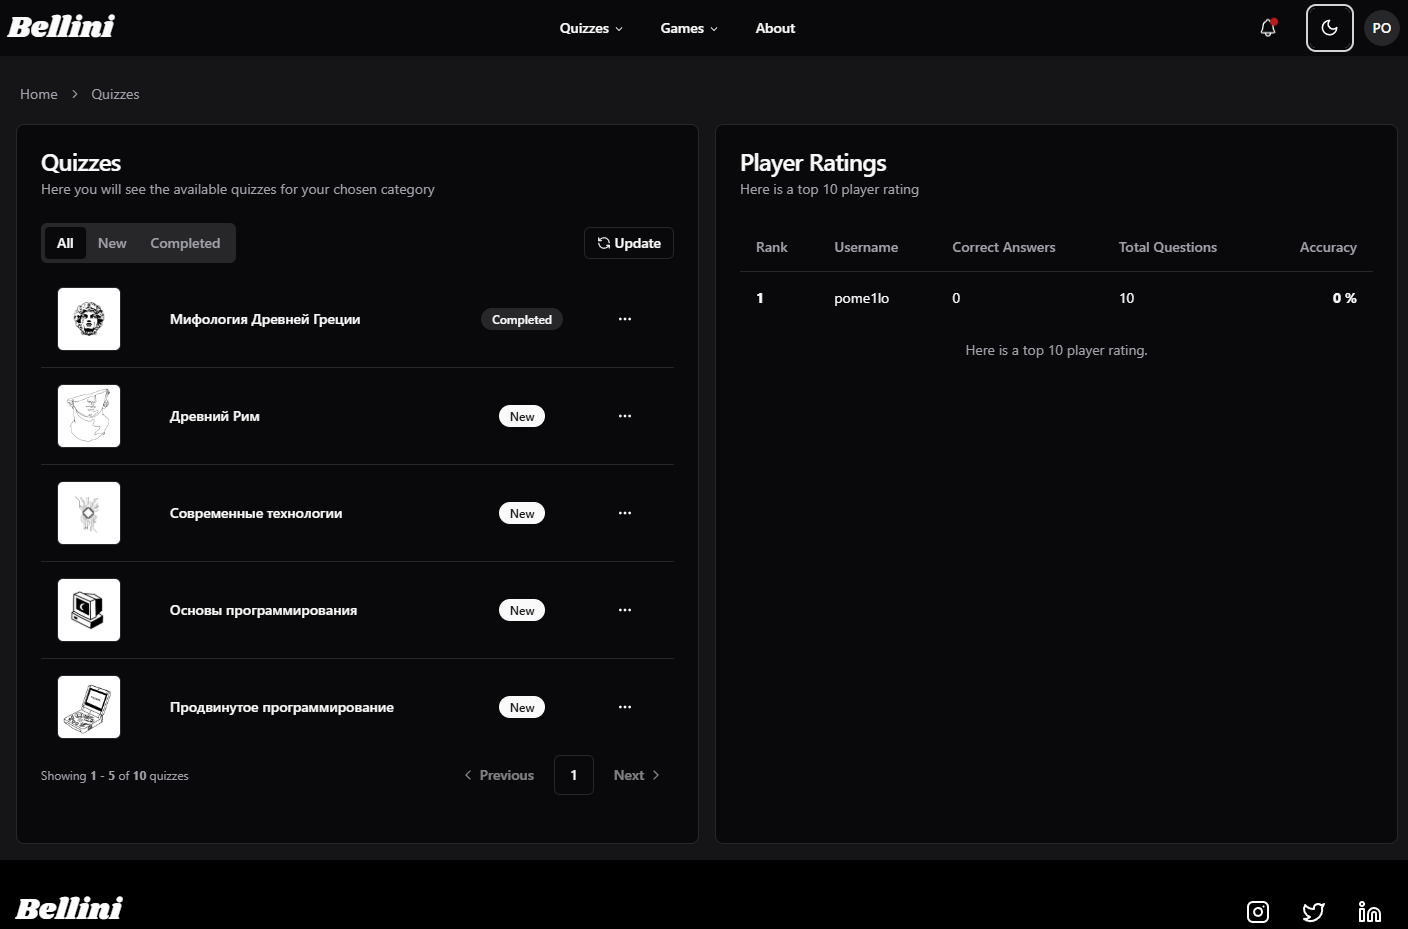 Bellini
Quizzes
Games
About
PO
Home > Quizzes
Quizzes
Here you will see the available quizzes for your chosen category
All
New
Completed
Update
Мифология Древней Греции
Completed
Древний Рим
New
Современные технологии
New
Основы программирования
New
Продвинутое программирование
New
Showing 1 - 5 of 10 quizzes
Previous
1
Next
Player Ratings
Here is a top 10 player rating
Rank Username Correct Answers Total Questions Accuracy
1 pome1lo 0 10 0 %
Here is a top 10 player rating.
Bellini